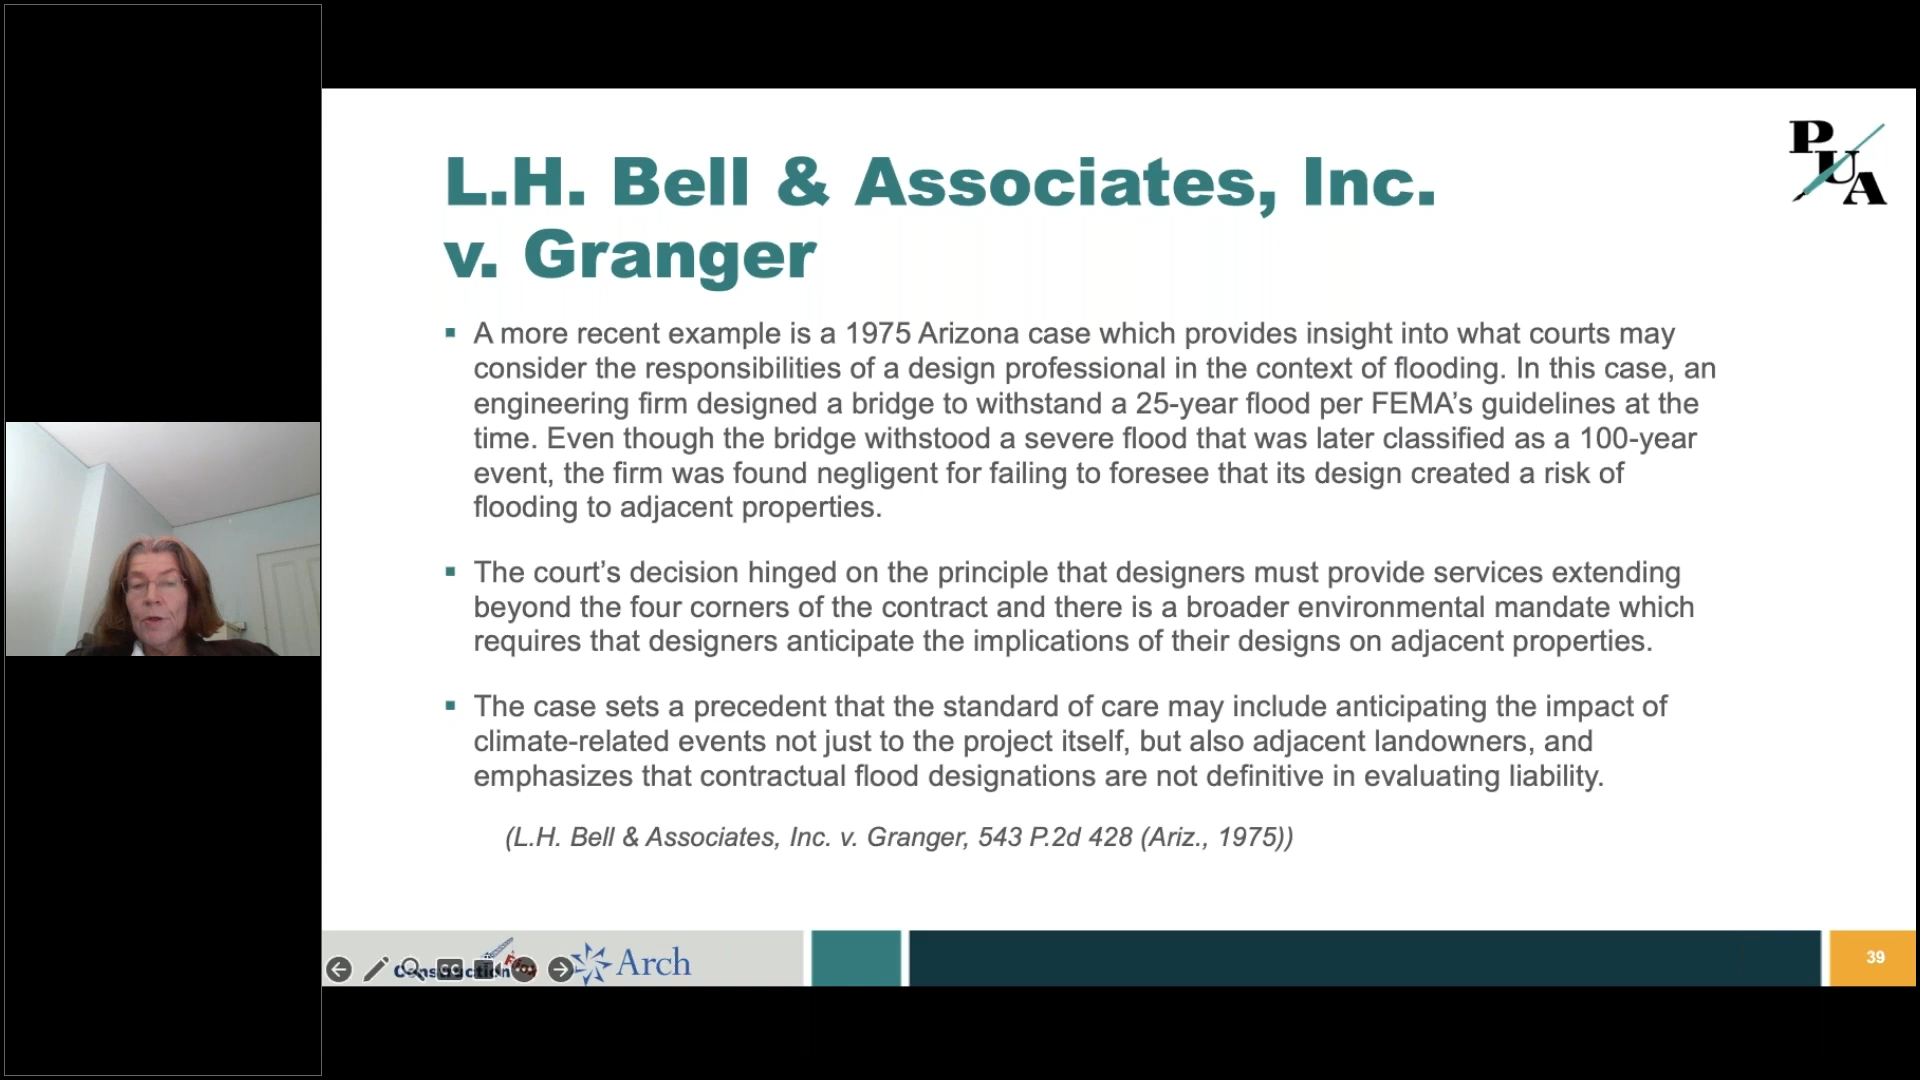 L.H. Bell & Associates, Inc.
v. Granger
PUA
▪ A more recent example is a 1975 Arizona case which provides insight into what courts may
consider the responsibilities of a design professional in the context of flooding. In this case, an
engineering firm designed a bridge to withstand a 25-year flood per FEMA’s guidelines at the
time. Even though the bridge withstood a severe flood that was later classified as a 100-year
event, the firm was found negligent for failing to foresee that its design created a risk of
flooding to adjacent properties.
▪ The court’s decision hinged on the principle that designers must provide services extending
beyond the four corners of the contract and there is a broader environmental mandate which
requires that designers anticipate the implications of their designs on adjacent properties.
▪ The case sets a precedent that the standard of care may include anticipating the impact of
climate-related events not just to the project itself, but also adjacent landowners, and
emphasizes that contractual flood designations are not definitive in evaluating liability.
(L.H. Bell & Associates, Inc. v. Granger, 543 P.2d 428 (Ariz., 1975))
Construction
Arch
39